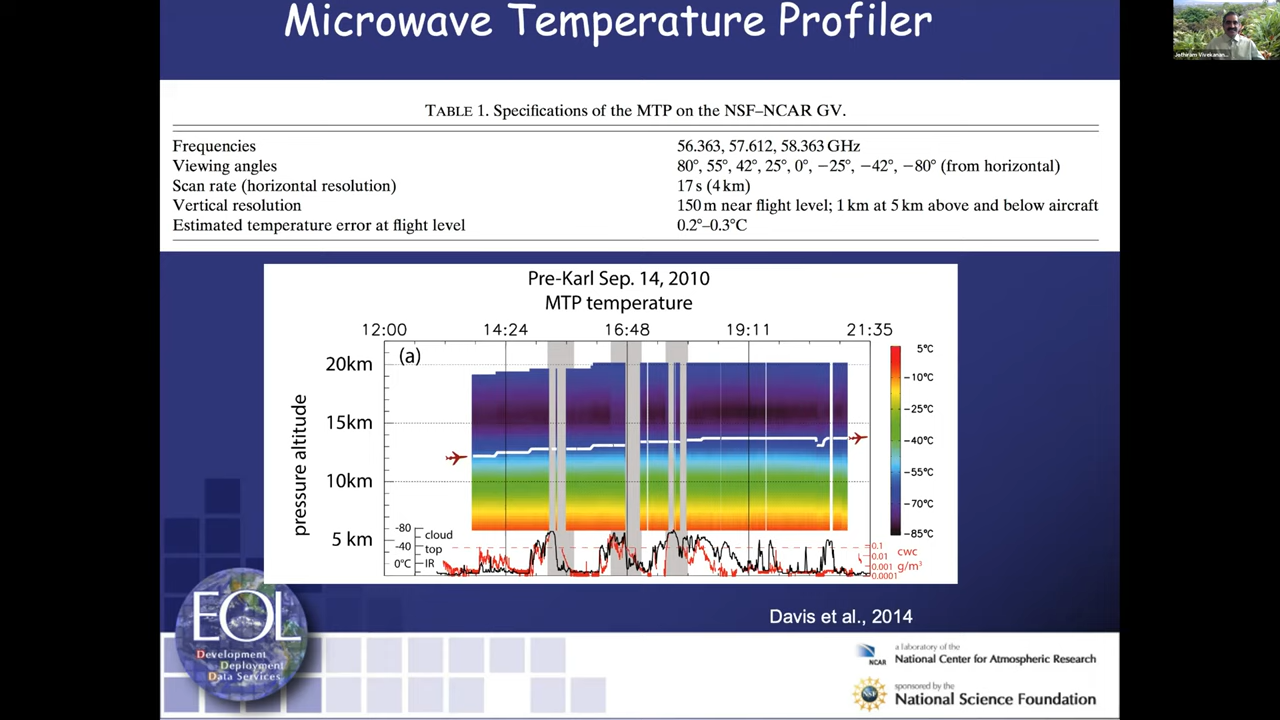 Microwave Temperature Profiler
Jothiram Vivekanan...
TABLE 1. Specifications of the MTP on the NSF–NCAR GV.
Frequencies 56.363, 57.612, 58.363 GHz
Viewing angles 80°, 55°, 42°, 25°, 0°, −25°, −42°, −80° (from horizontal)
Scan rate (horizontal resolution) 17 s (4 km)
Vertical resolution 150 m near flight level; 1 km at 5 km above and below aircraft
Estimated temperature error at flight level 0.2°–0.3°C
Pre-Karl Sep. 14, 2010
MTP temperature
12:00 14:24 16:48 19:11 21:35
(a)
pressure altitude
20km
15km
10km
5 km
5°C
-10°C
-25°C
-40°C
-55°C
-70°C
-85°C
-80
-40
0°C
cloud
top
IR
0.1
0.01
0.001
0.0001
cwc
g/m³
Davis et al., 2014
EOL
Development
Deployment
Data Services
NCAR
a laboratory of the
National Center for Atmospheric Research
NSF
sponsored by the
National Science Foundation